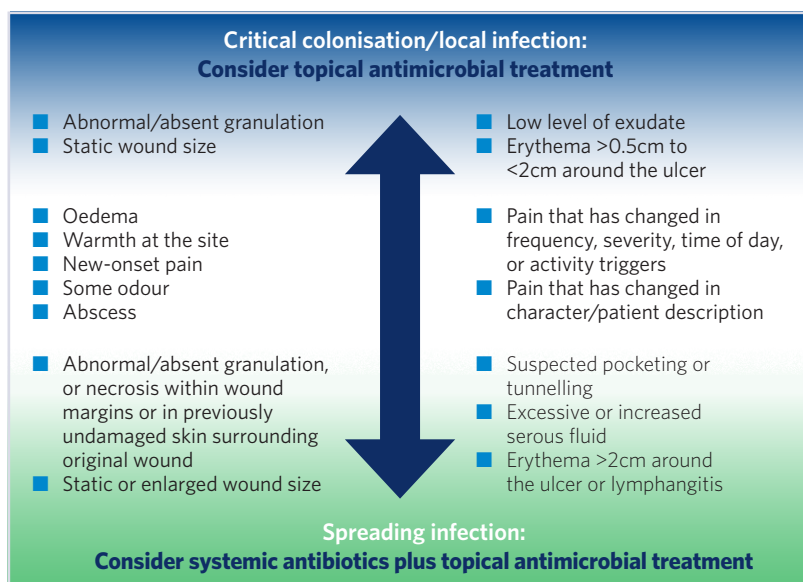 Critical colonisation/local infection:
Consider topical antimicrobial treatment
■ Abnormal/absent granulation
■ Static wound size
■ Low level of exudate
■ Erythema >0.5cm to
<2cm around the ulcer
■ Oedema
■ Warmth at the site
■ New-onset pain
■ Some odour
■ Abscess
■ Pain that has changed in
frequency, severity, time of day,
or activity triggers
■ Pain that has changed in
character/patient description
■ Abnormal/absent granulation,
or necrosis within wound
margins or in previously
undamaged skin surrounding
original wound
■ Static or enlarged wound size
■ Suspected pocketing or
tunnelling
■ Excessive or increased
serous fluid
■ Erythema >2cm around
the ulcer or lymphangitis
Spreading infection:
Consider systemic antibiotics plus topical antimicrobial treatment